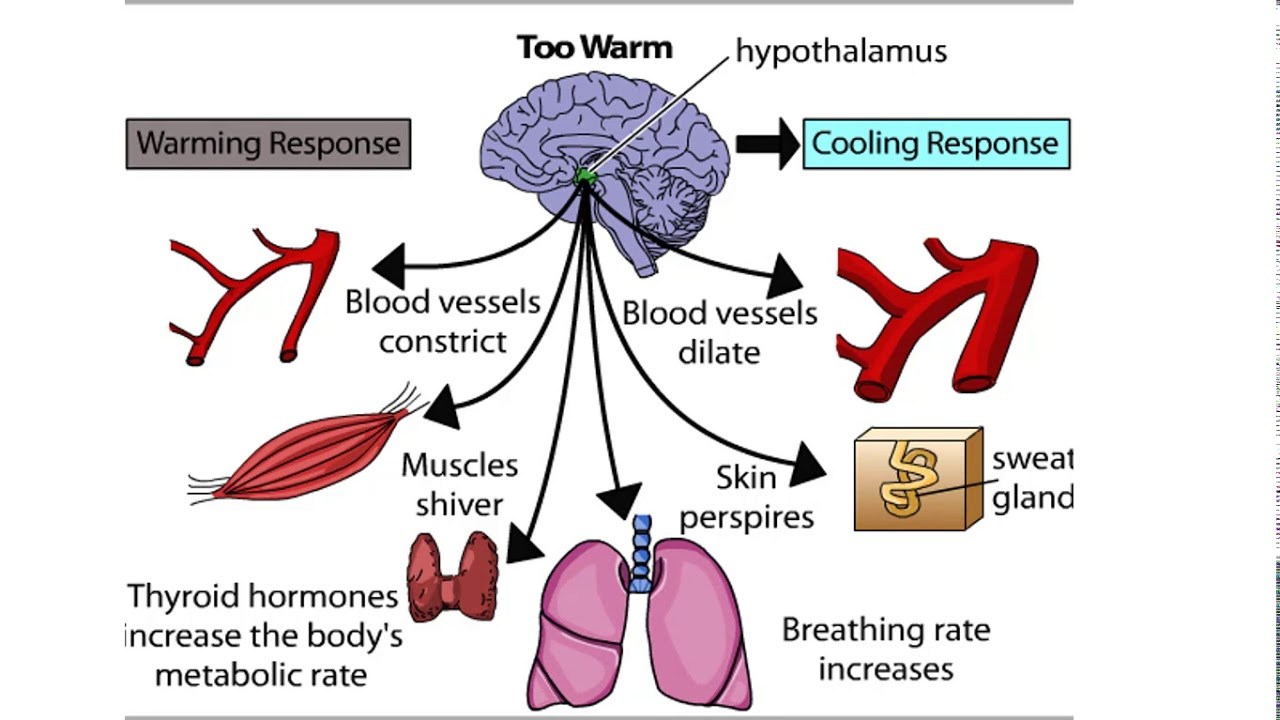 Too Warm
hypothalamus
Warming Response
Cooling Response
Blood vessels
constrict
Blood vessels
dilate
Muscles
shiver
Skin
perspires
sweat
gland
Thyroid hormones
increase the body's
metabolic rate
Breathing rate
increases